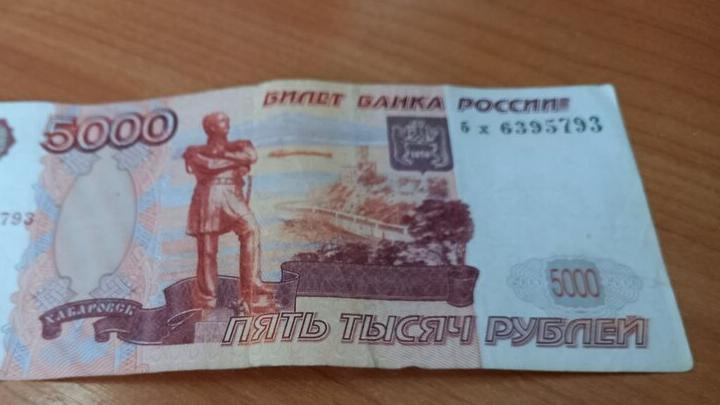 БИЛЕТ БАНКА РОССИИ
5000
бх 6395793
793
5000
ХАБАРОВСК
ПЯТЬ ТЫСЯЧ РУБЛЕЙ